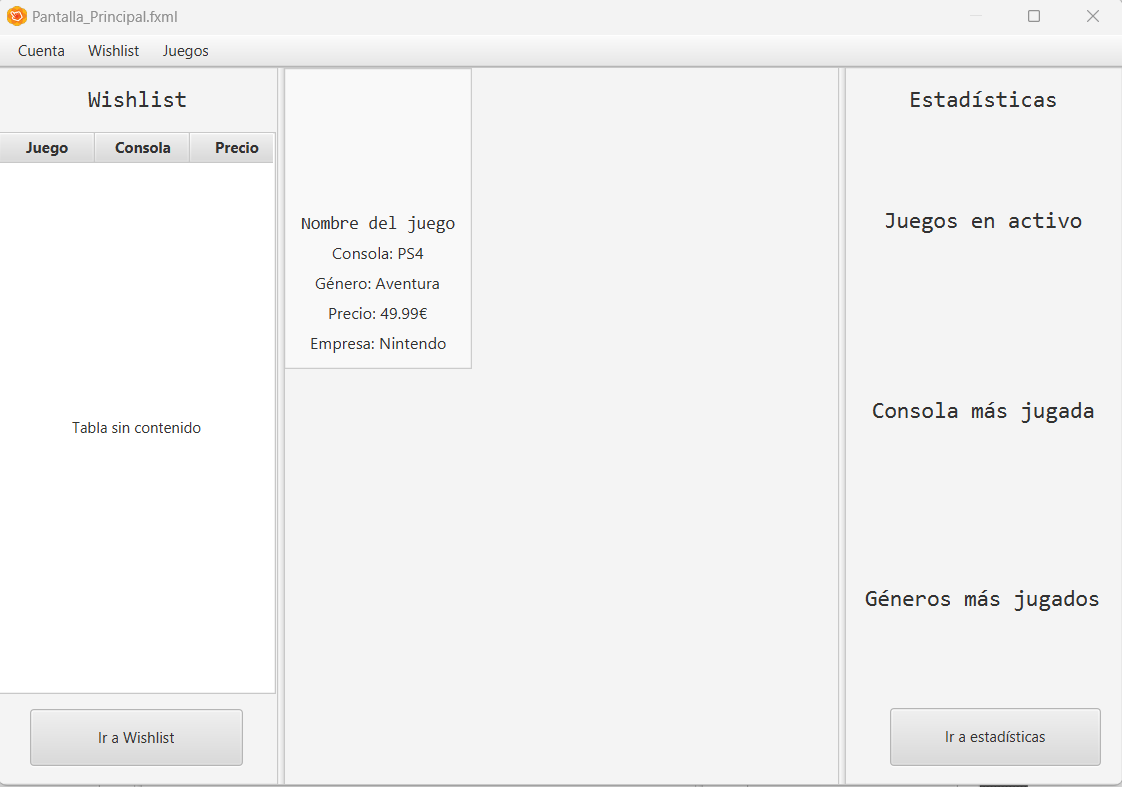 Pantalla_Principal.fxml
Cuenta Wishlist Juegos
Wishlist
Juego Consola Precio
Tabla sin contenido
Ir a Wishlist
Nombre del juego
Consola: PS4
Género: Aventura
Precio: 49.99€
Empresa: Nintendo
Estadísticas
Juegos en activo
Consola más jugada
Géneros más jugados
Ir a estadísticas